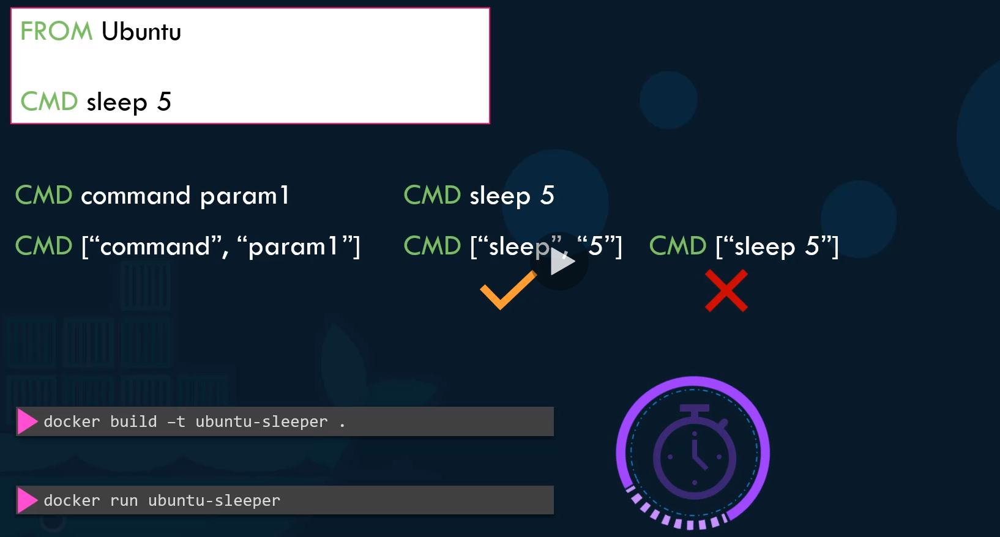 FROM Ubuntu
CMD sleep 5
CMD command param1
CMD sleep 5
CMD [“command”, “param1”]
CMD [“sleep”, “5”]
CMD [“sleep 5”]
docker build –t ubuntu-sleeper .
docker run ubuntu-sleeper